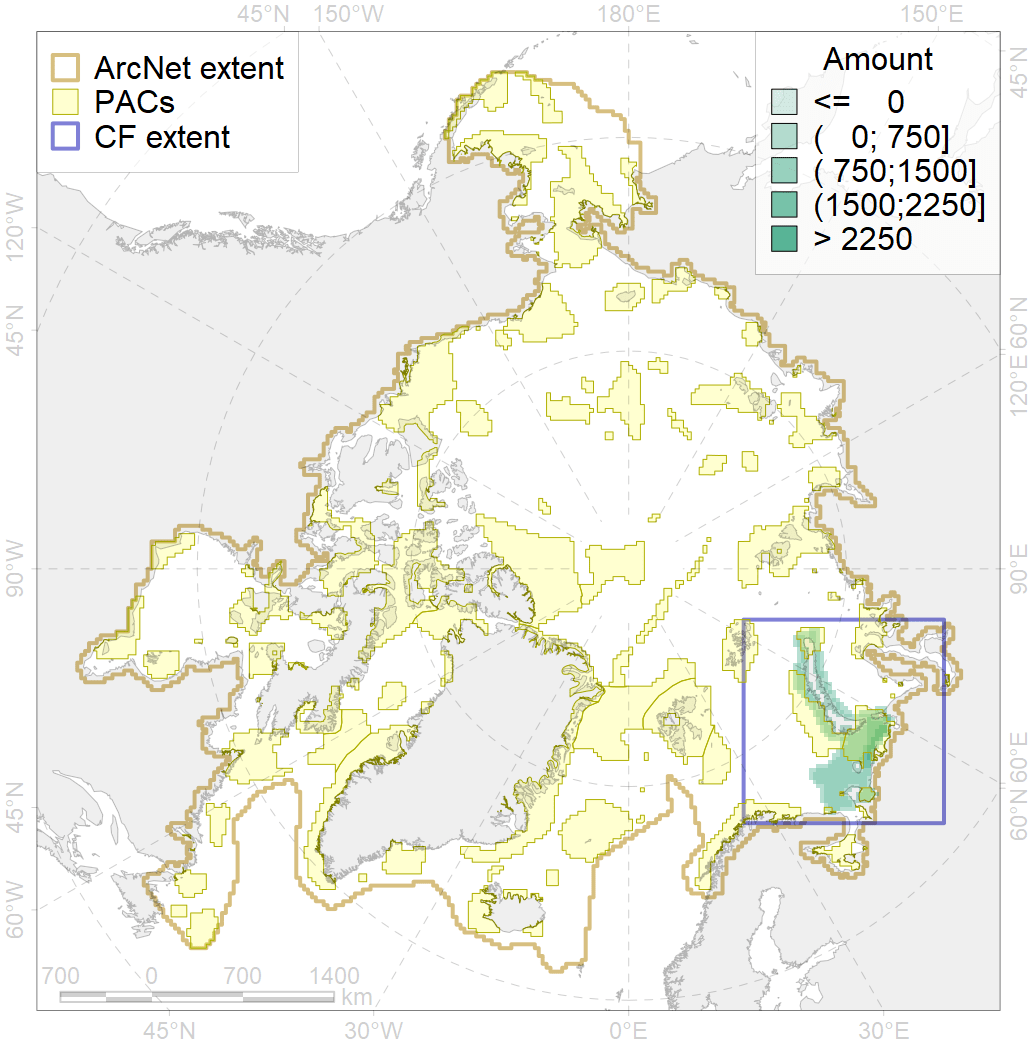 45°N 150°W 180°E 150°E
ArcNet extent
PACs
CF extent
Amount
<= 0
( 0; 750]
( 750;1500]
(1500;2250]
> 2250
45°N
120°W
60°N
45°N
120°E
90°W
90°E
60°E
45°N
60°N
60°W
700 0 700 1400
km
45°W 30°W 0°E 30°E